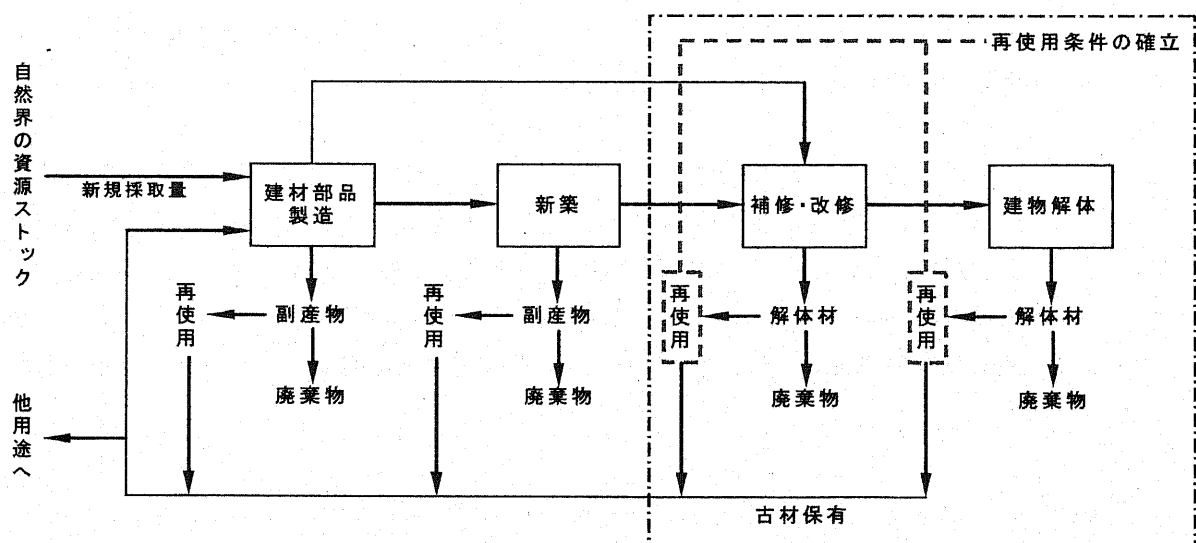 再使用条件の確立
自然界の資源ストック
新規採取量
建材部品
製造
新築
補修・改修
建物解体
再使用
副産物
再使用
副産物
再使用
解体材
再使用
解体材
廃棄物
廃棄物
廃棄物
廃棄物
他用途へ
古材保有